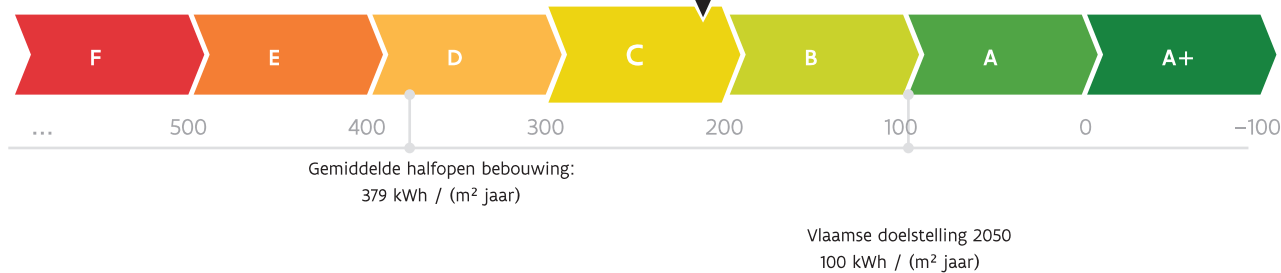 F E D C B A A+
... 500 400 300 200 100 0 –100
Gemiddelde halfopen bebouwing:
379 kWh / (m² jaar)
Vlaamse doelstelling 2050
100 kWh / (m² jaar)